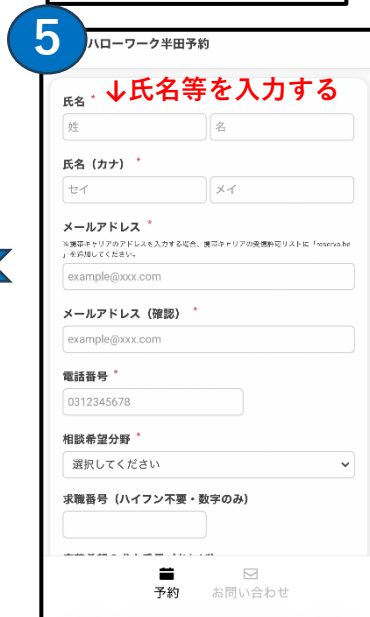 5
ハローワーク半田予約
↓氏名等を入力する
氏名 *
姓 名
氏名（カナ） *
セイ メイ
メールアドレス *
※携帯キャリアのアドレスを入力する場合、携帯キャリアの受信許可リストに「reserva.be
」を追加してください。
example@xxx.com
メールアドレス（確認） *
example@xxx.com
電話番号 *
0312345678
相談希望分野 *
選択してください
求職番号（ハイフン不要・数字のみ）
予約 お問い合わせ